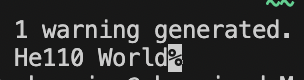 1 warning generated.
He110 World%